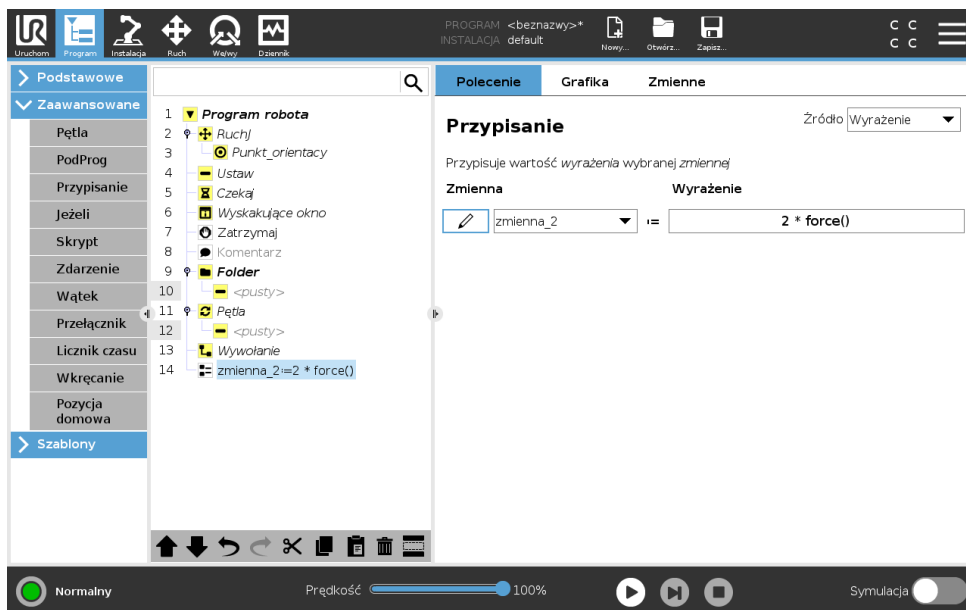 PROGRAM <beznazwy>*
INSTALACJA default
C C
C C
Uruchom Program Instalacja Ruch We/wy Dziennik Nowy... Otwórz... Zapisz...
Podstawowe
Zaawansowane
Pętla
PodProg
Przypisanie
Jeżeli
Skrypt
Zdarzenie
Wątek
Przełącznik
Licznik czasu
Wkręcanie
Pozycja
domowa
Szablony
1 Program robota
2 RuchJ
3 Punkt_orientacy
4 Ustaw
5 Czekaj
6 Wyskakujące okno
7 Zatrzymaj
8 Komentarz
9 Folder
10 <pusty>
11 Pętla
12 <pusty>
13 Wywołanie
14 zmienna_2:=2 * force()
Polecenie Grafika Zmienne
Przypisanie Źródło Wyrażenie
Przypisuje wartość wyrażenia wybranej zmiennej
Zmienna Wyrażenie
zmienna_2 := 2 * force()
Normalny Prędkość 100% Symulacja